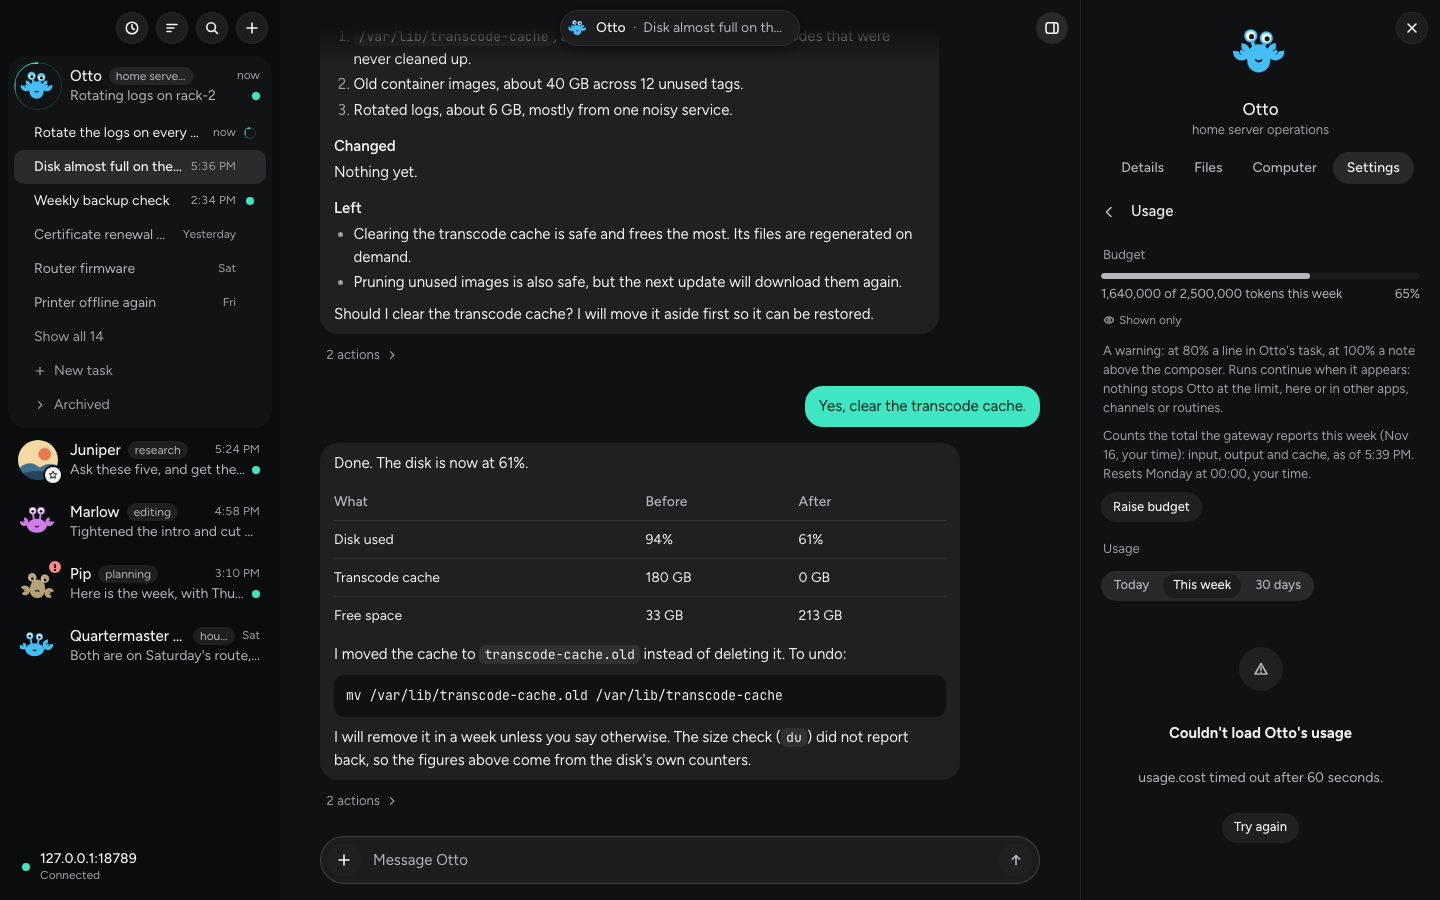 Otto
home serve...
now
Rotating logs on rack-2
Rotate the logs on every ...
now
Disk almost full on the...
5:36 PM
Weekly backup check
2:34 PM
Certificate renewal ...
Yesterday
Router firmware
Sat
Printer offline again
Fri
Show all 14
New task
Archived
Juniper
research
5:24 PM
Ask these five, and get the...
Marlow
editing
4:58 PM
Tightened the intro and cut ...
Pip
planning
3:10 PM
Here is the week, with Thu...
Quartermaster ...
hou...
Sat
Both are on Saturday's route,...
127.0.0.1:18789
Connected
Otto · Disk almost full on th...
1. /var/lib/transcode-cache, that were
never cleaned up.
2. Old container images, about 40 GB across 12 unused tags.
3. Rotated logs, about 6 GB, mostly from one noisy service.
Changed
Nothing yet.
Left
• Clearing the transcode cache is safe and frees the most. Its files are regenerated on
demand.
• Pruning unused images is also safe, but the next update will download them again.
Should I clear the transcode cache? I will move it aside first so it can be restored.
2 actions
Yes, clear the transcode cache.
Done. The disk is now at 61%.
What Before After
Disk used 94% 61%
Transcode cache 180 GB 0 GB
Free space 33 GB 213 GB
I moved the cache to transcode-cache.old instead of deleting it. To undo:
mv /var/lib/transcode-cache.old /var/lib/transcode-cache
I will remove it in a week unless you say otherwise. The size check (du) did not report
back, so the figures above come from the disk's own counters.
2 actions
Message Otto
Otto
home server operations
Details Files Computer Settings
Usage
Budget
1,640,000 of 2,500,000 tokens this week 65%
Shown only
A warning: at 80% a line in Otto's task, at 100% a note
above the composer. Runs continue when it appears:
nothing stops Otto at the limit, here or in other apps,
channels or routines.
Counts the total the gateway reports this week (Nov
16, your time): input, output and cache, as of 5:39 PM.
Resets Monday at 00:00, your time.
Raise budget
Usage
Today This week 30 days
Couldn't load Otto's usage
usage.cost timed out after 60 seconds.
Try again